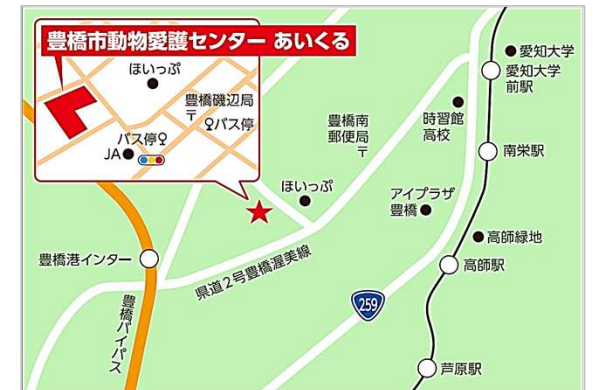 豊橋市動物愛護センター あいくる
ほいっぷ
豊橋磯辺局
〒
バス停
バス停
JA
愛知大学
愛知大学
前駅
時習館
高校
豊橋南
郵便局
〒
南栄駅
ほいっぷ
アイプラザ
豊橋
高師緑地
高師駅
豊橋港インター
県道2号豊橋渥美線
259
豊橋バイパス
芦原駅